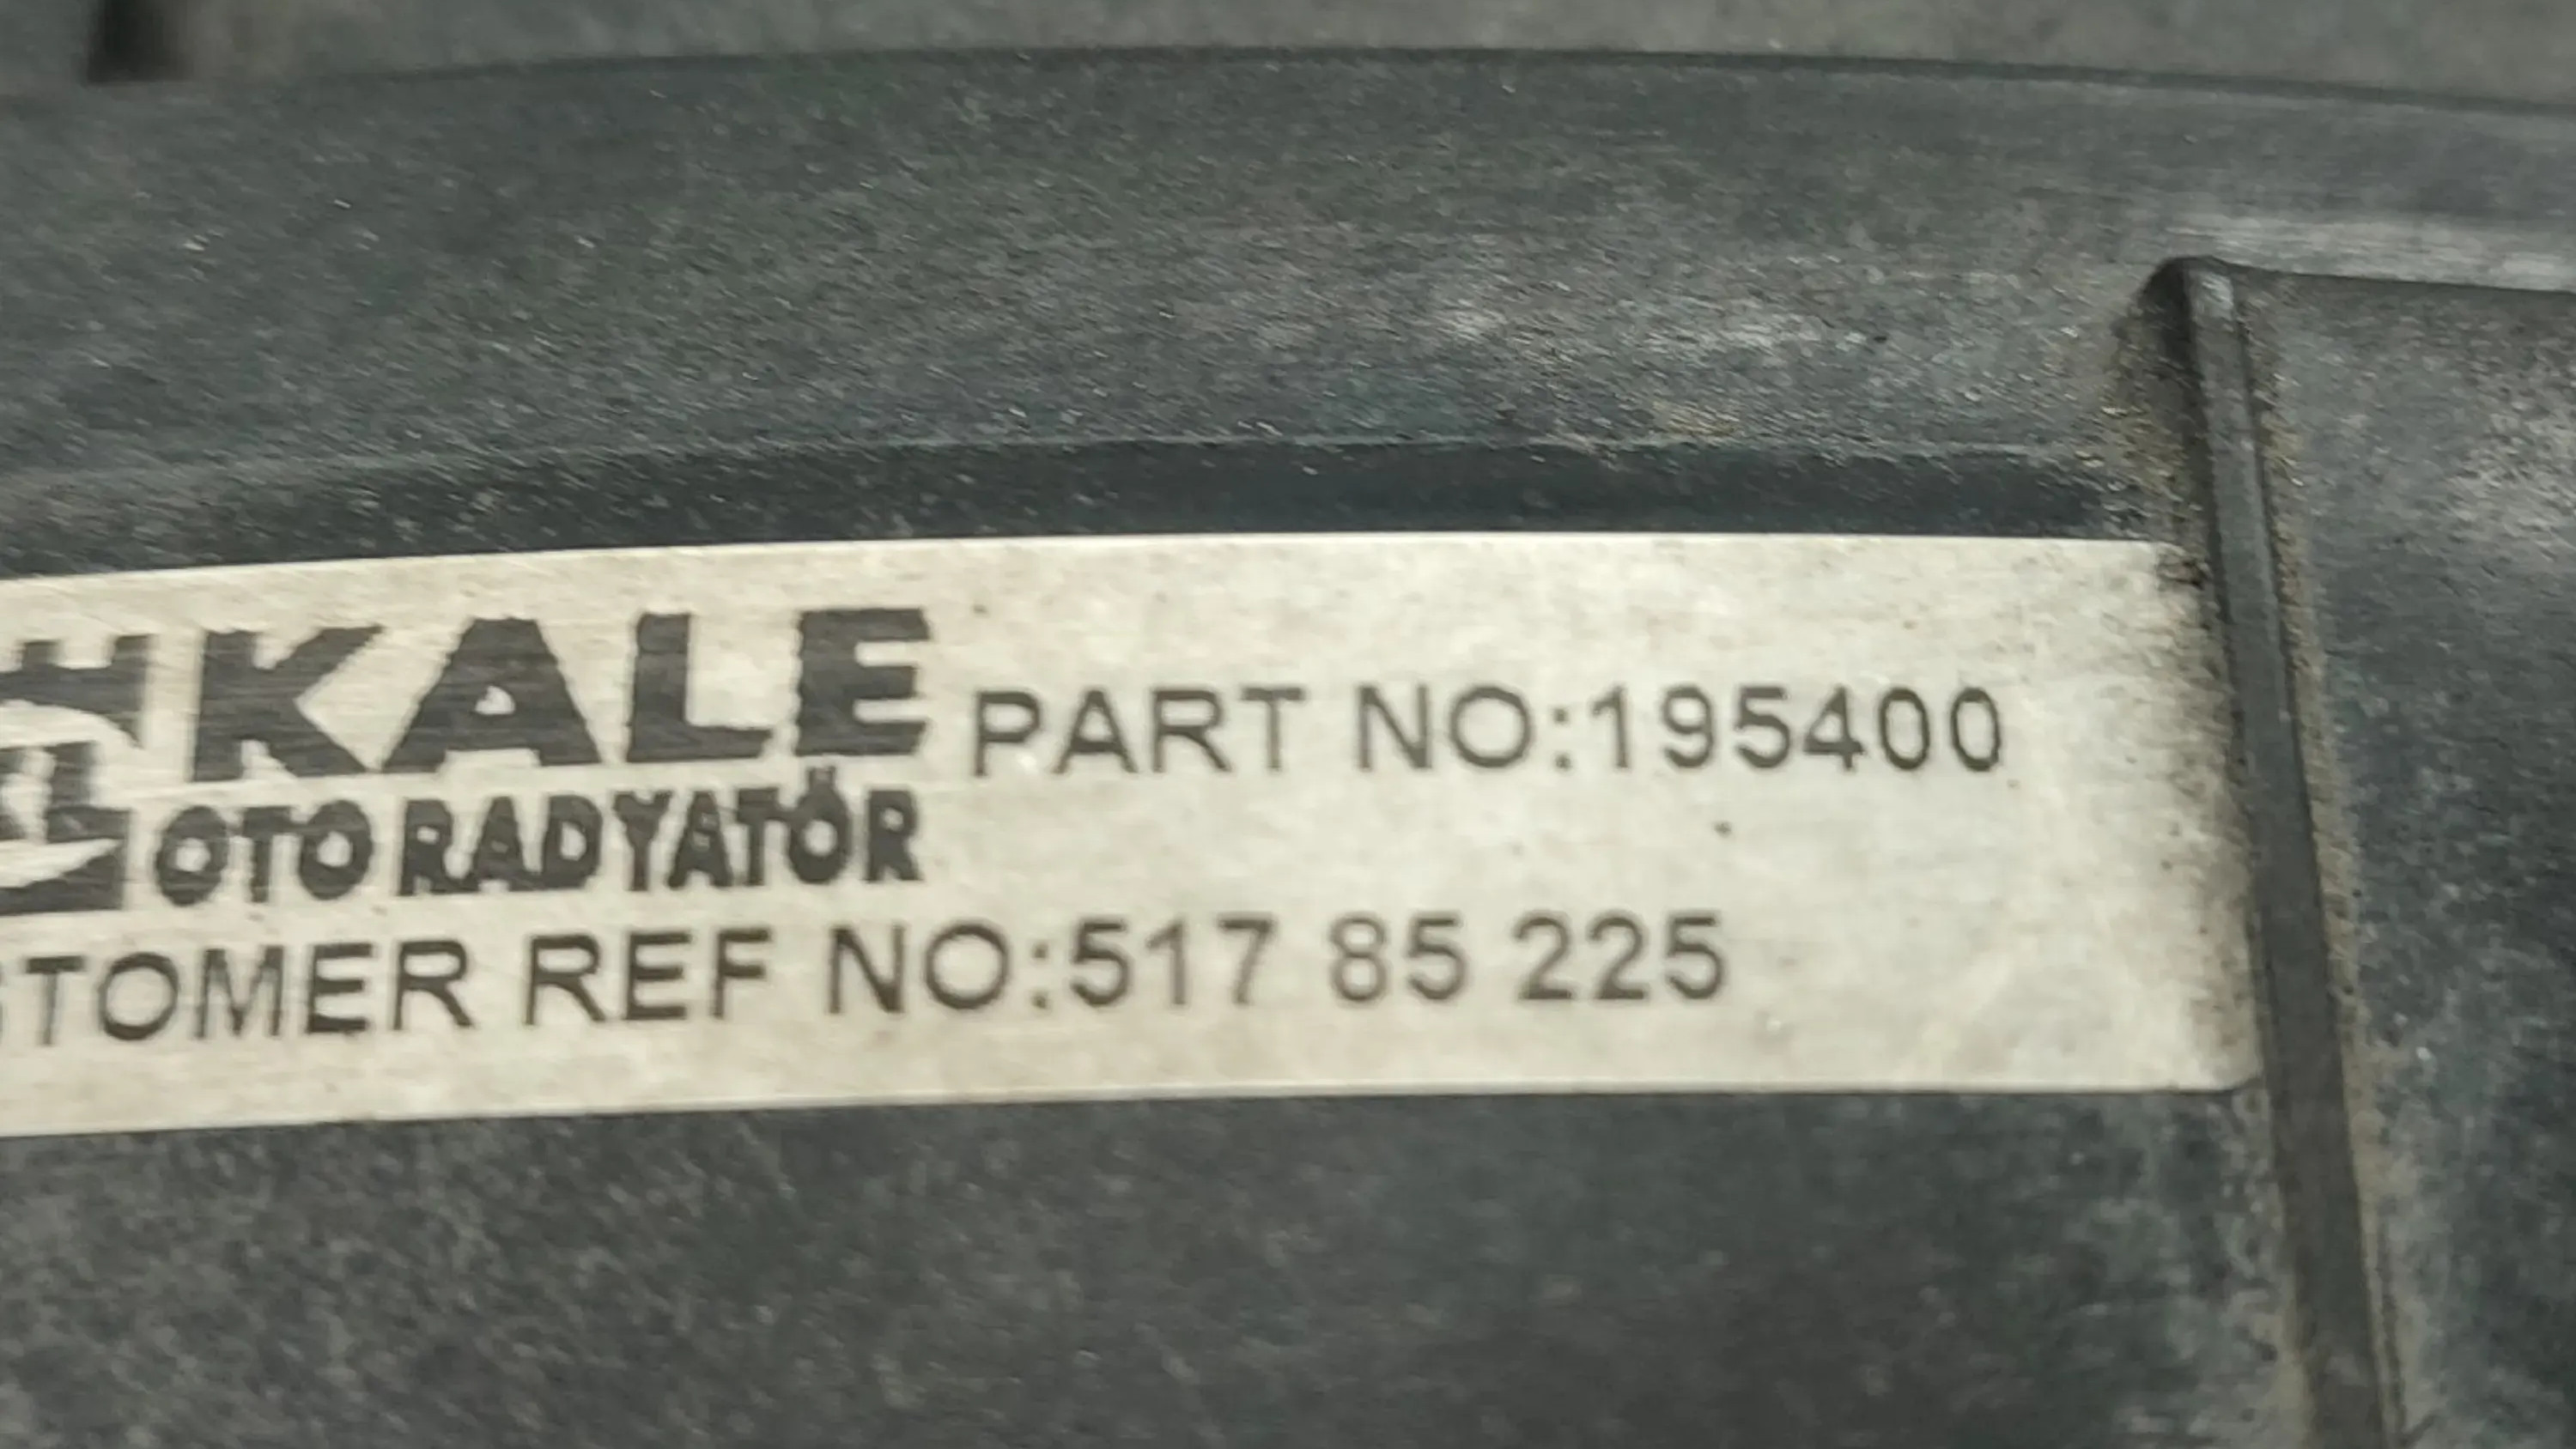 KALE
OTO RADYATÖR
PART NO:195400
STOMER REF NO:517 85 225